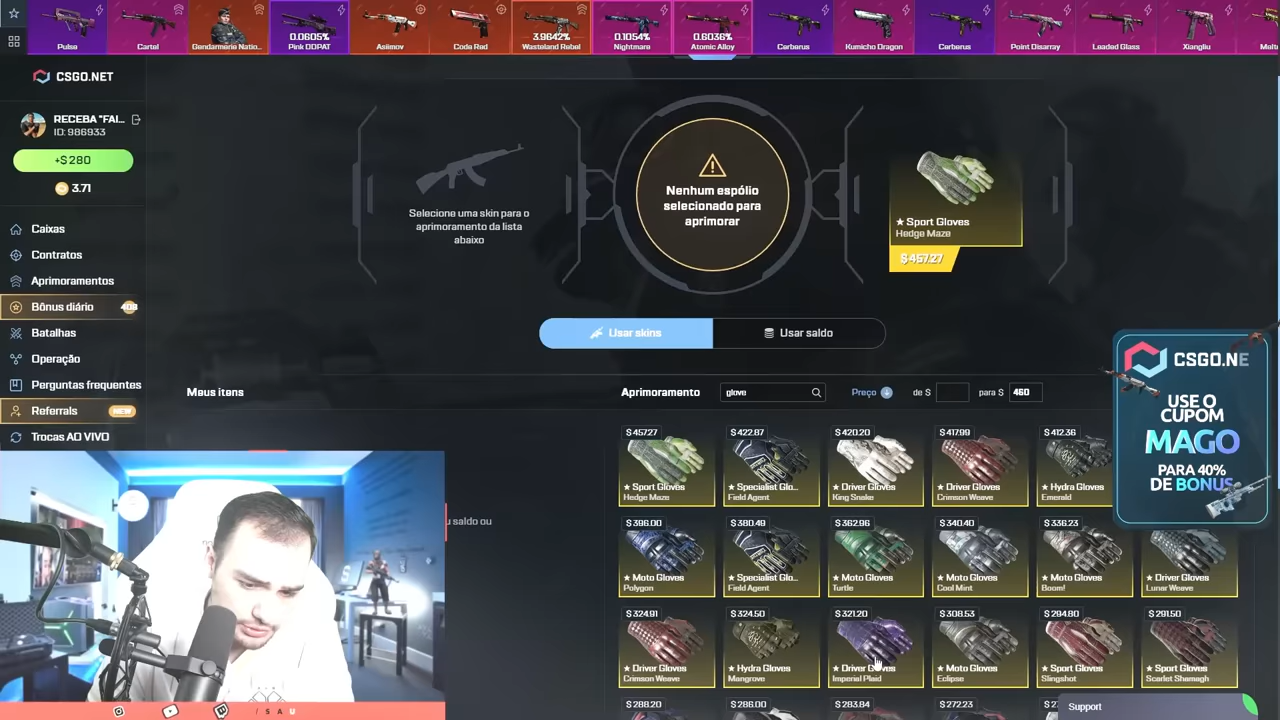 Pulse
Cartel
Gendarmerie Natio...
0.0605%
Pink DDPAT
Asiimov
Code Red
3.9642%
Wasteland Rebel
0.1054%
Nightmare
0.6036%
Atomic Alloy
Cerberus
Kumicho Dragon
Cerberus
Point Disarray
Leaded Glass
Xiangliu
CSGO.NET
RECEBA "FAI...
ID: 986933
+$ 280
3.71
Caixas
Contratos
Aprimoramentos
Bônus diário
Batalhas
Operação
Perguntas frequentes
Referrals
NEW
Trocas AO VIVO
Selecione uma skin para o
aprimoramento da lista
abaixo
Nenhum espólio
selecionado para
aprimorar
★ Sport Gloves
Hedge Maze
$ 457.27
Usar skins
Usar saldo
Meus itens
u saldo ou
Aprimoramento
glove
Preço
de $
para $
460
$ 457.27
★ Sport Gloves
Hedge Maze
$ 422.87
★ Specialist Glo...
Field Agent
$ 420.20
★ Driver Gloves
King Snake
$ 417.99
★ Driver Gloves
Crimson Weave
$ 412.36
★ Hydra Gloves
Emerald
$ 396.00
★ Moto Gloves
Polygon
$ 380.49
★ Specialist Glo...
Field Agent
$ 362.96
★ Moto Gloves
Turtle
$ 340.40
★ Moto Gloves
Cool Mint
$ 336.23
★ Moto Gloves
Boom!
★ Driver Gloves
Lunar Weave
$ 324.91
★ Driver Gloves
Crimson Weave
$ 324.50
★ Hydra Gloves
Mangrove
$ 321.20
★ Driver Gloves
Imperial Plaid
$ 308.53
★ Moto Gloves
Eclipse
$ 294.80
★ Sport Gloves
Slingshot
$ 291.50
★ Sport Gloves
Scarlet Shamagh
$ 288.20
$ 286.00
$ 283.84
$ 272.23
CSGO.NE
USE O
CUPOM
MAGO
PARA 40%
DE BONUS
Support